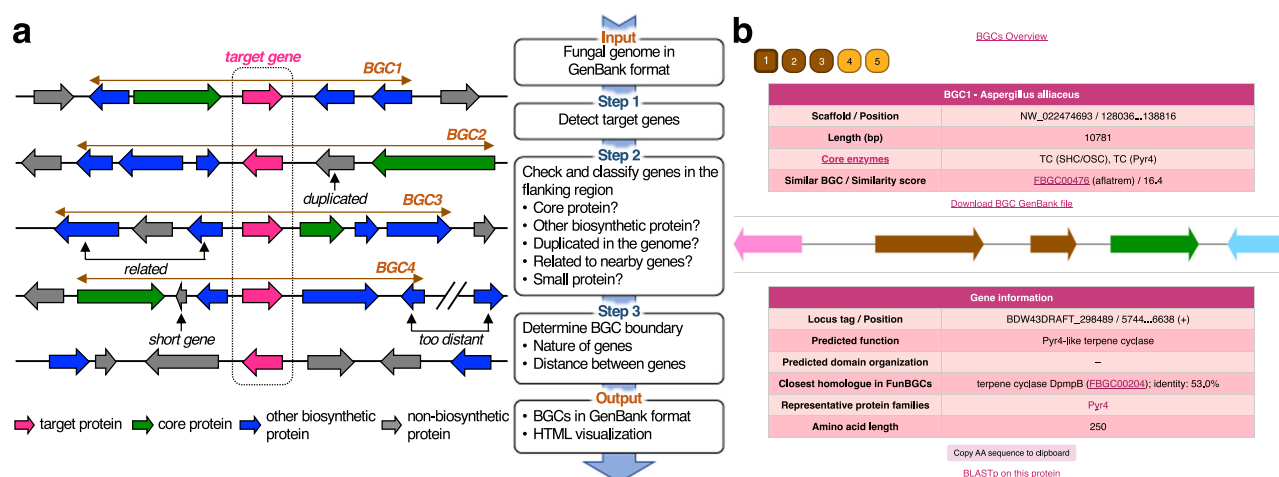 a
target gene
BGC1
BGC2
duplicated
BGC3
related
BGC4
short gene
too distant
target protein
core protein
other biosynthetic
protein
non-biosynthetic
protein
Input
Fungal genome in
GenBank format
Step 1
Detect target genes
Step 2
Check and classify genes in the
flanking region
• Core protein?
• Other biosynthetic protein?
• Duplicated in the genome?
• Related to nearby genes?
• Small protein?
Step 3
Determine BGC boundary
• Nature of genes
• Distance between genes
Output
• BGCs in GenBank format
• HTML visualization
b
BGCs Overview
1 2 3 4 5
BGC1 - Aspergillus alliaceus
Scaffold / Position NW_022474693 / 128036...138816
Length (bp) 10781
Core enzymes TC (SHC/OSC), TC (Pyr4)
Similar BGC / Similarity score FBGC00476 (aflatrem) / 16.4
Download BGC GenBank file
Gene information
Locus tag / Position BDW43DRAFT_298489 / 5744...6638 (+)
Predicted function Pyr4-like terpene cyclase
Predicted domain organization –
Closest homologue in FunBGCs terpene cyclase DpmpB (FBGC00204); identity: 53.0%
Representative protein families Pyr4
Amino acid length 250
Copy AA sequence to clipboard
BLASTp on this protein